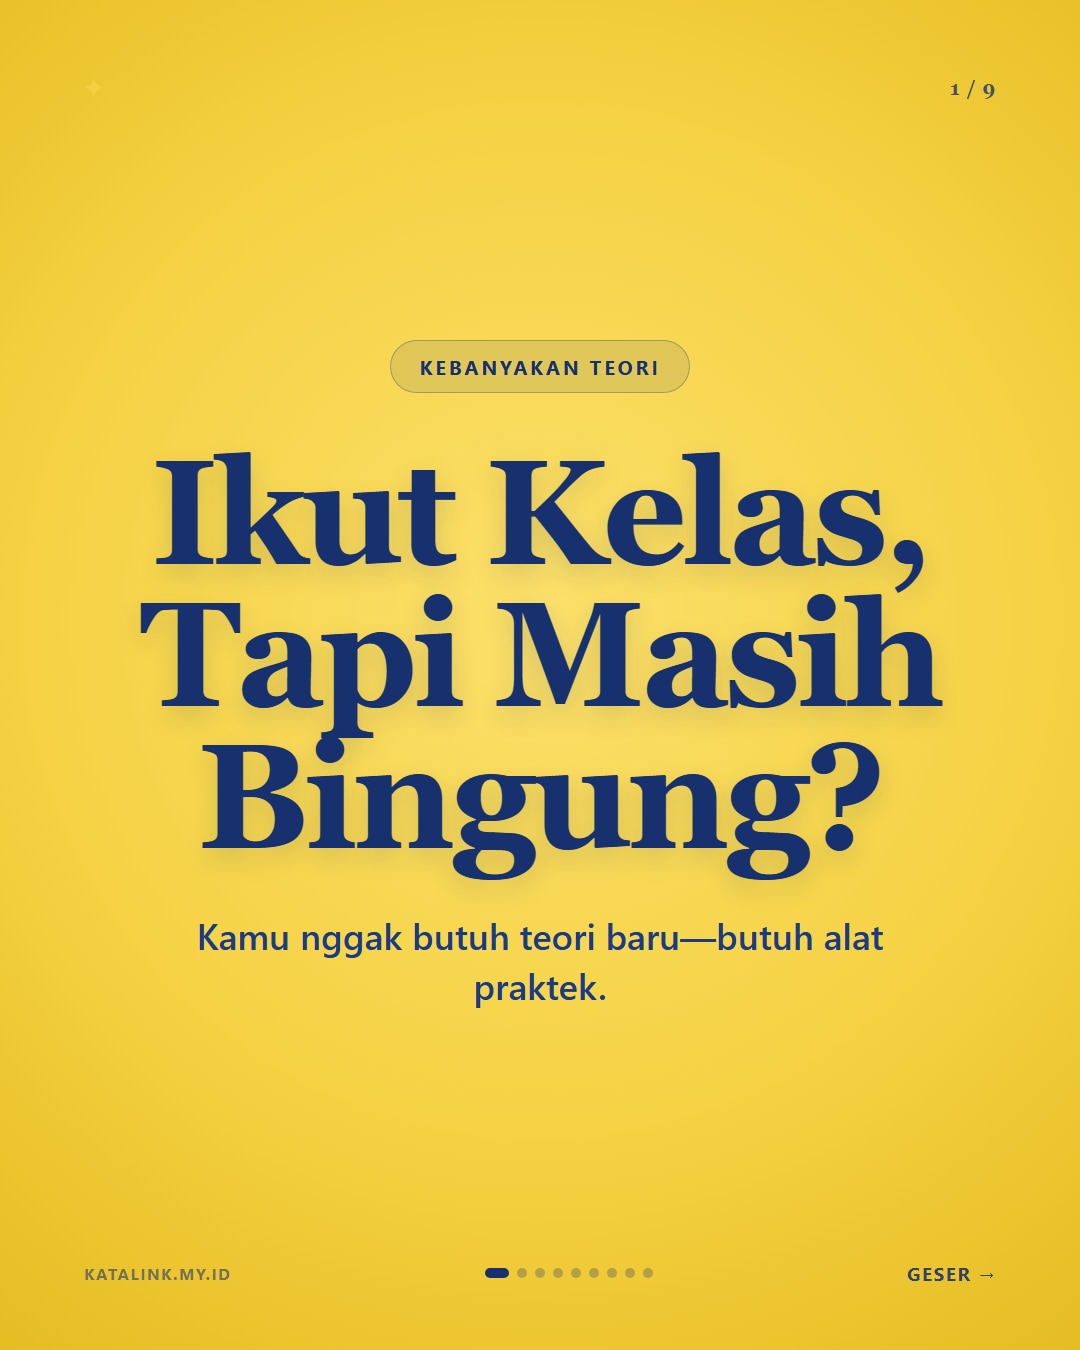 1 / 9
KEBANYAKAN TEORI
Ikut Kelas,
Tapi Masih
Bingung?
Kamu nggak butuh teori baru—butuh alat
praktek.
KATALINK.MY.ID
GESER →